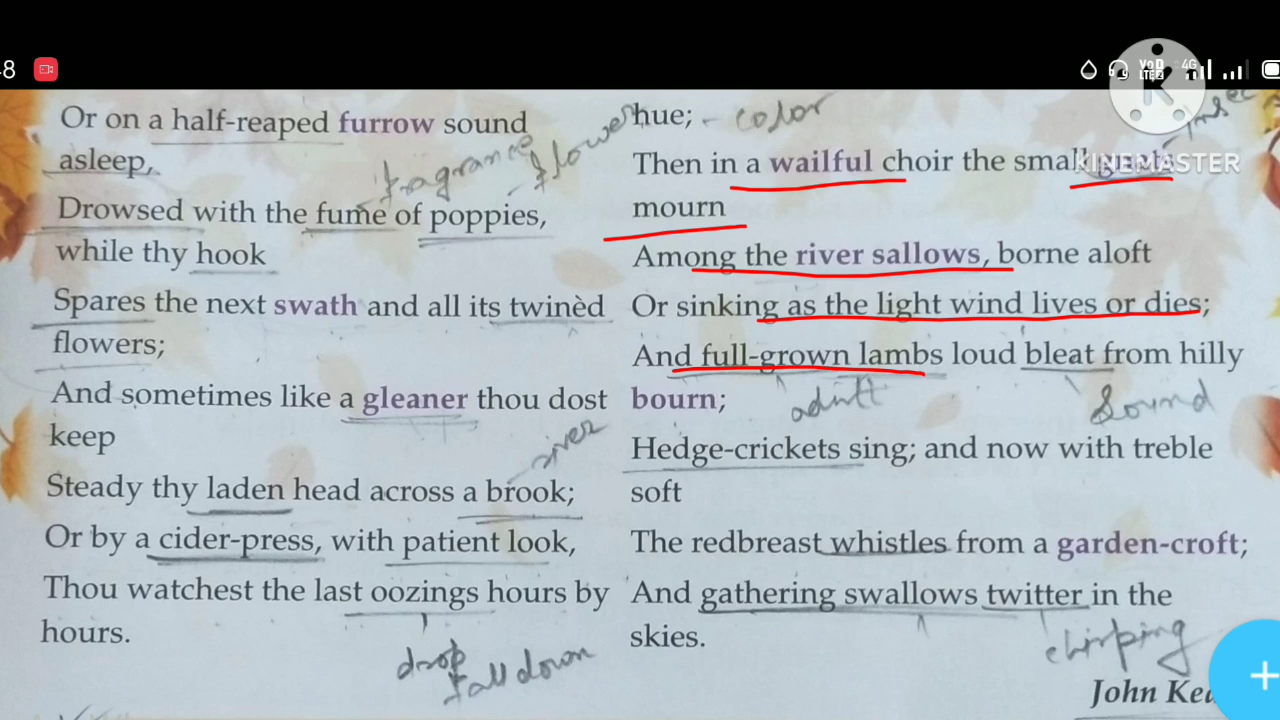 48
VoD
LTE2
4G
Or on a half-reaped furrow sound
asleep,
fragrance
flower
Drowsed with the fume of poppies,
while thy hook
Spares the next swath and all its twinèd
flowers;
And sometimes like a gleaner thou dost
keep
river
Steady thy laden head across a brook;
Or by a cider-press, with patient look,
Thou watchest the last oozings hours by
hours.
drop
fall down
hue; - color
KINEMASTER
Then in a wailful choir the small gnats
mourn
Among the river sallows, borne aloft
Or sinking as the light wind lives or dies;
And full-grown lambs loud bleat from hilly
adult
Sound
bourn;
Hedge-crickets sing; and now with treble
soft
The redbreast whistles from a garden-croft;
And gathering swallows twitter in the
skies.
chirping
John